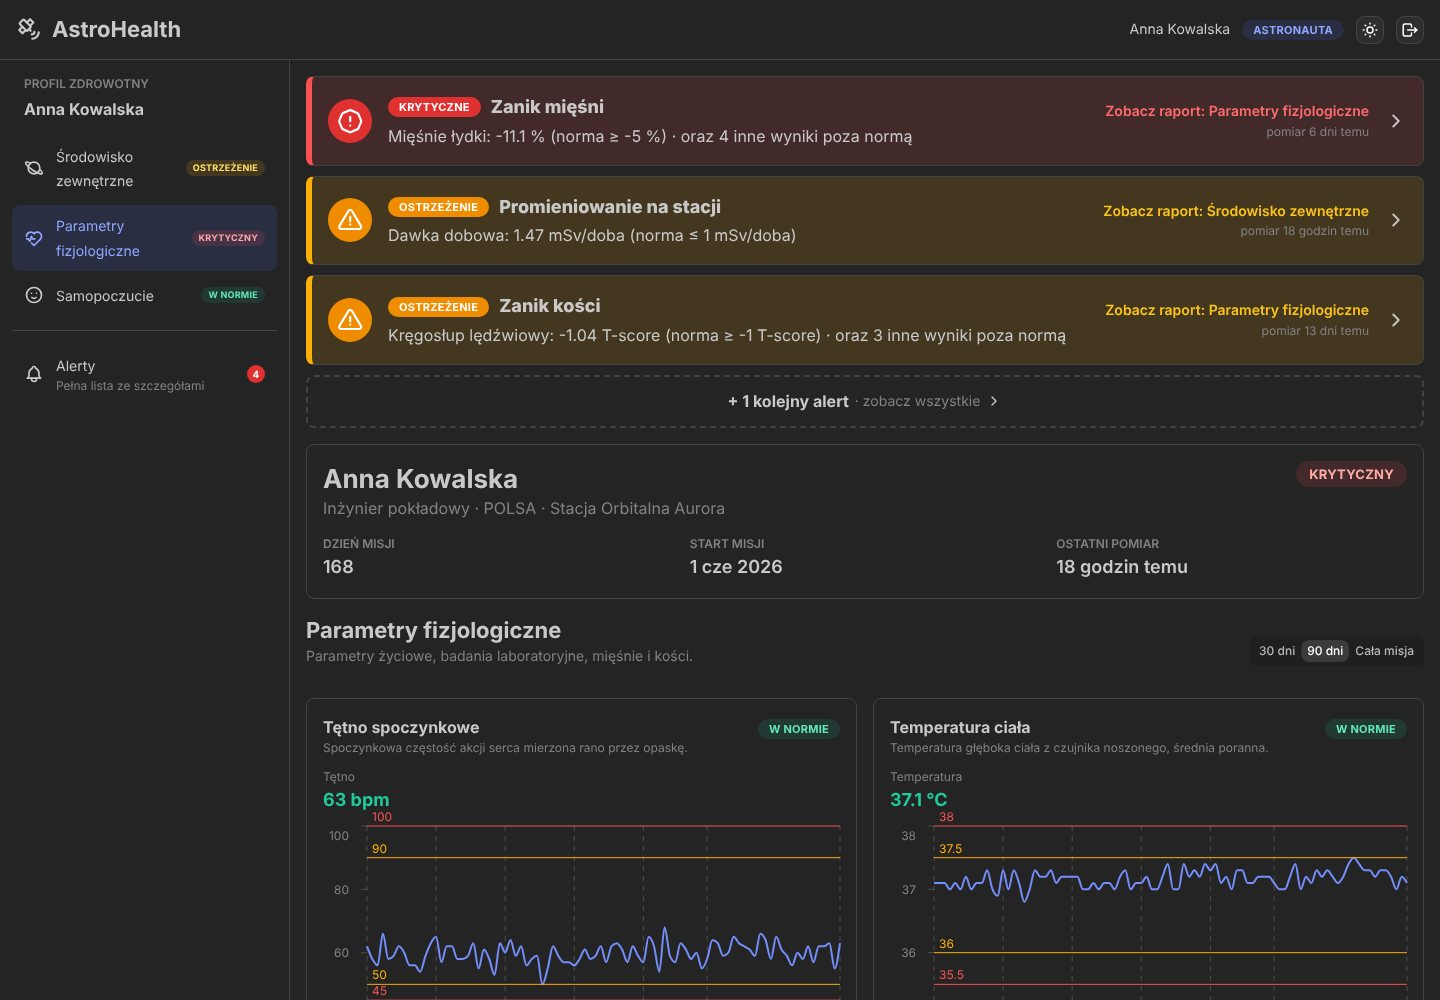 AstroHealth
Anna Kowalska
ASTRONAUTA
PROFIL ZDROWOTNY
Anna Kowalska
Środowisko
zewnętrzne
OSTRZEŻENIE
Parametry
fizjologiczne
KRYTYCZNY
Samopoczucie
W NORMIE
Alerty
Pełna lista ze szczegółami
4
KRYTYCZNE
Zanik mięśni
Mięśnie łydki: -11.1 % (norma ≥ -5 %) · oraz 4 inne wyniki poza normą
Zobacz raport: Parametry fizjologiczne
pomiar 6 dni temu
OSTRZEŻENIE
Promieniowanie na stacji
Dawka dobowa: 1.47 mSv/doba (norma ≤ 1 mSv/doba)
Zobacz raport: Środowisko zewnętrzne
pomiar 18 godzin temu
OSTRZEŻENIE
Zanik kości
Kręgosłup lędźwiowy: -1.04 T-score (norma ≥ -1 T-score) · oraz 3 inne wyniki poza normą
Zobacz raport: Parametry fizjologiczne
pomiar 13 dni temu
+ 1 kolejny alert · zobacz wszystkie
Anna Kowalska
KRYTYCZNY
Inżynier pokładowy · POLSA · Stacja Orbitalna Aurora
DZIEŃ MISJI
168
START MISJI
1 cze 2026
OSTATNI POMIAR
18 godzin temu
Parametry fizjologiczne
Parametry życiowe, badania laboratoryjne, mięśnie i kości.
30 dni
90 dni
Cała misja
Tętno spoczynkowe
W NORMIE
Spoczynkowa częstość akcji serca mierzona rano przez opaskę.
Tętno
63 bpm
100
100
90
80
60
50
45
Temperatura ciała
W NORMIE
Temperatura głęboka ciała z czujnika noszonego, średnia poranna.
Temperatura
37.1 °C
38
38
37.5
37
36
36
35.5